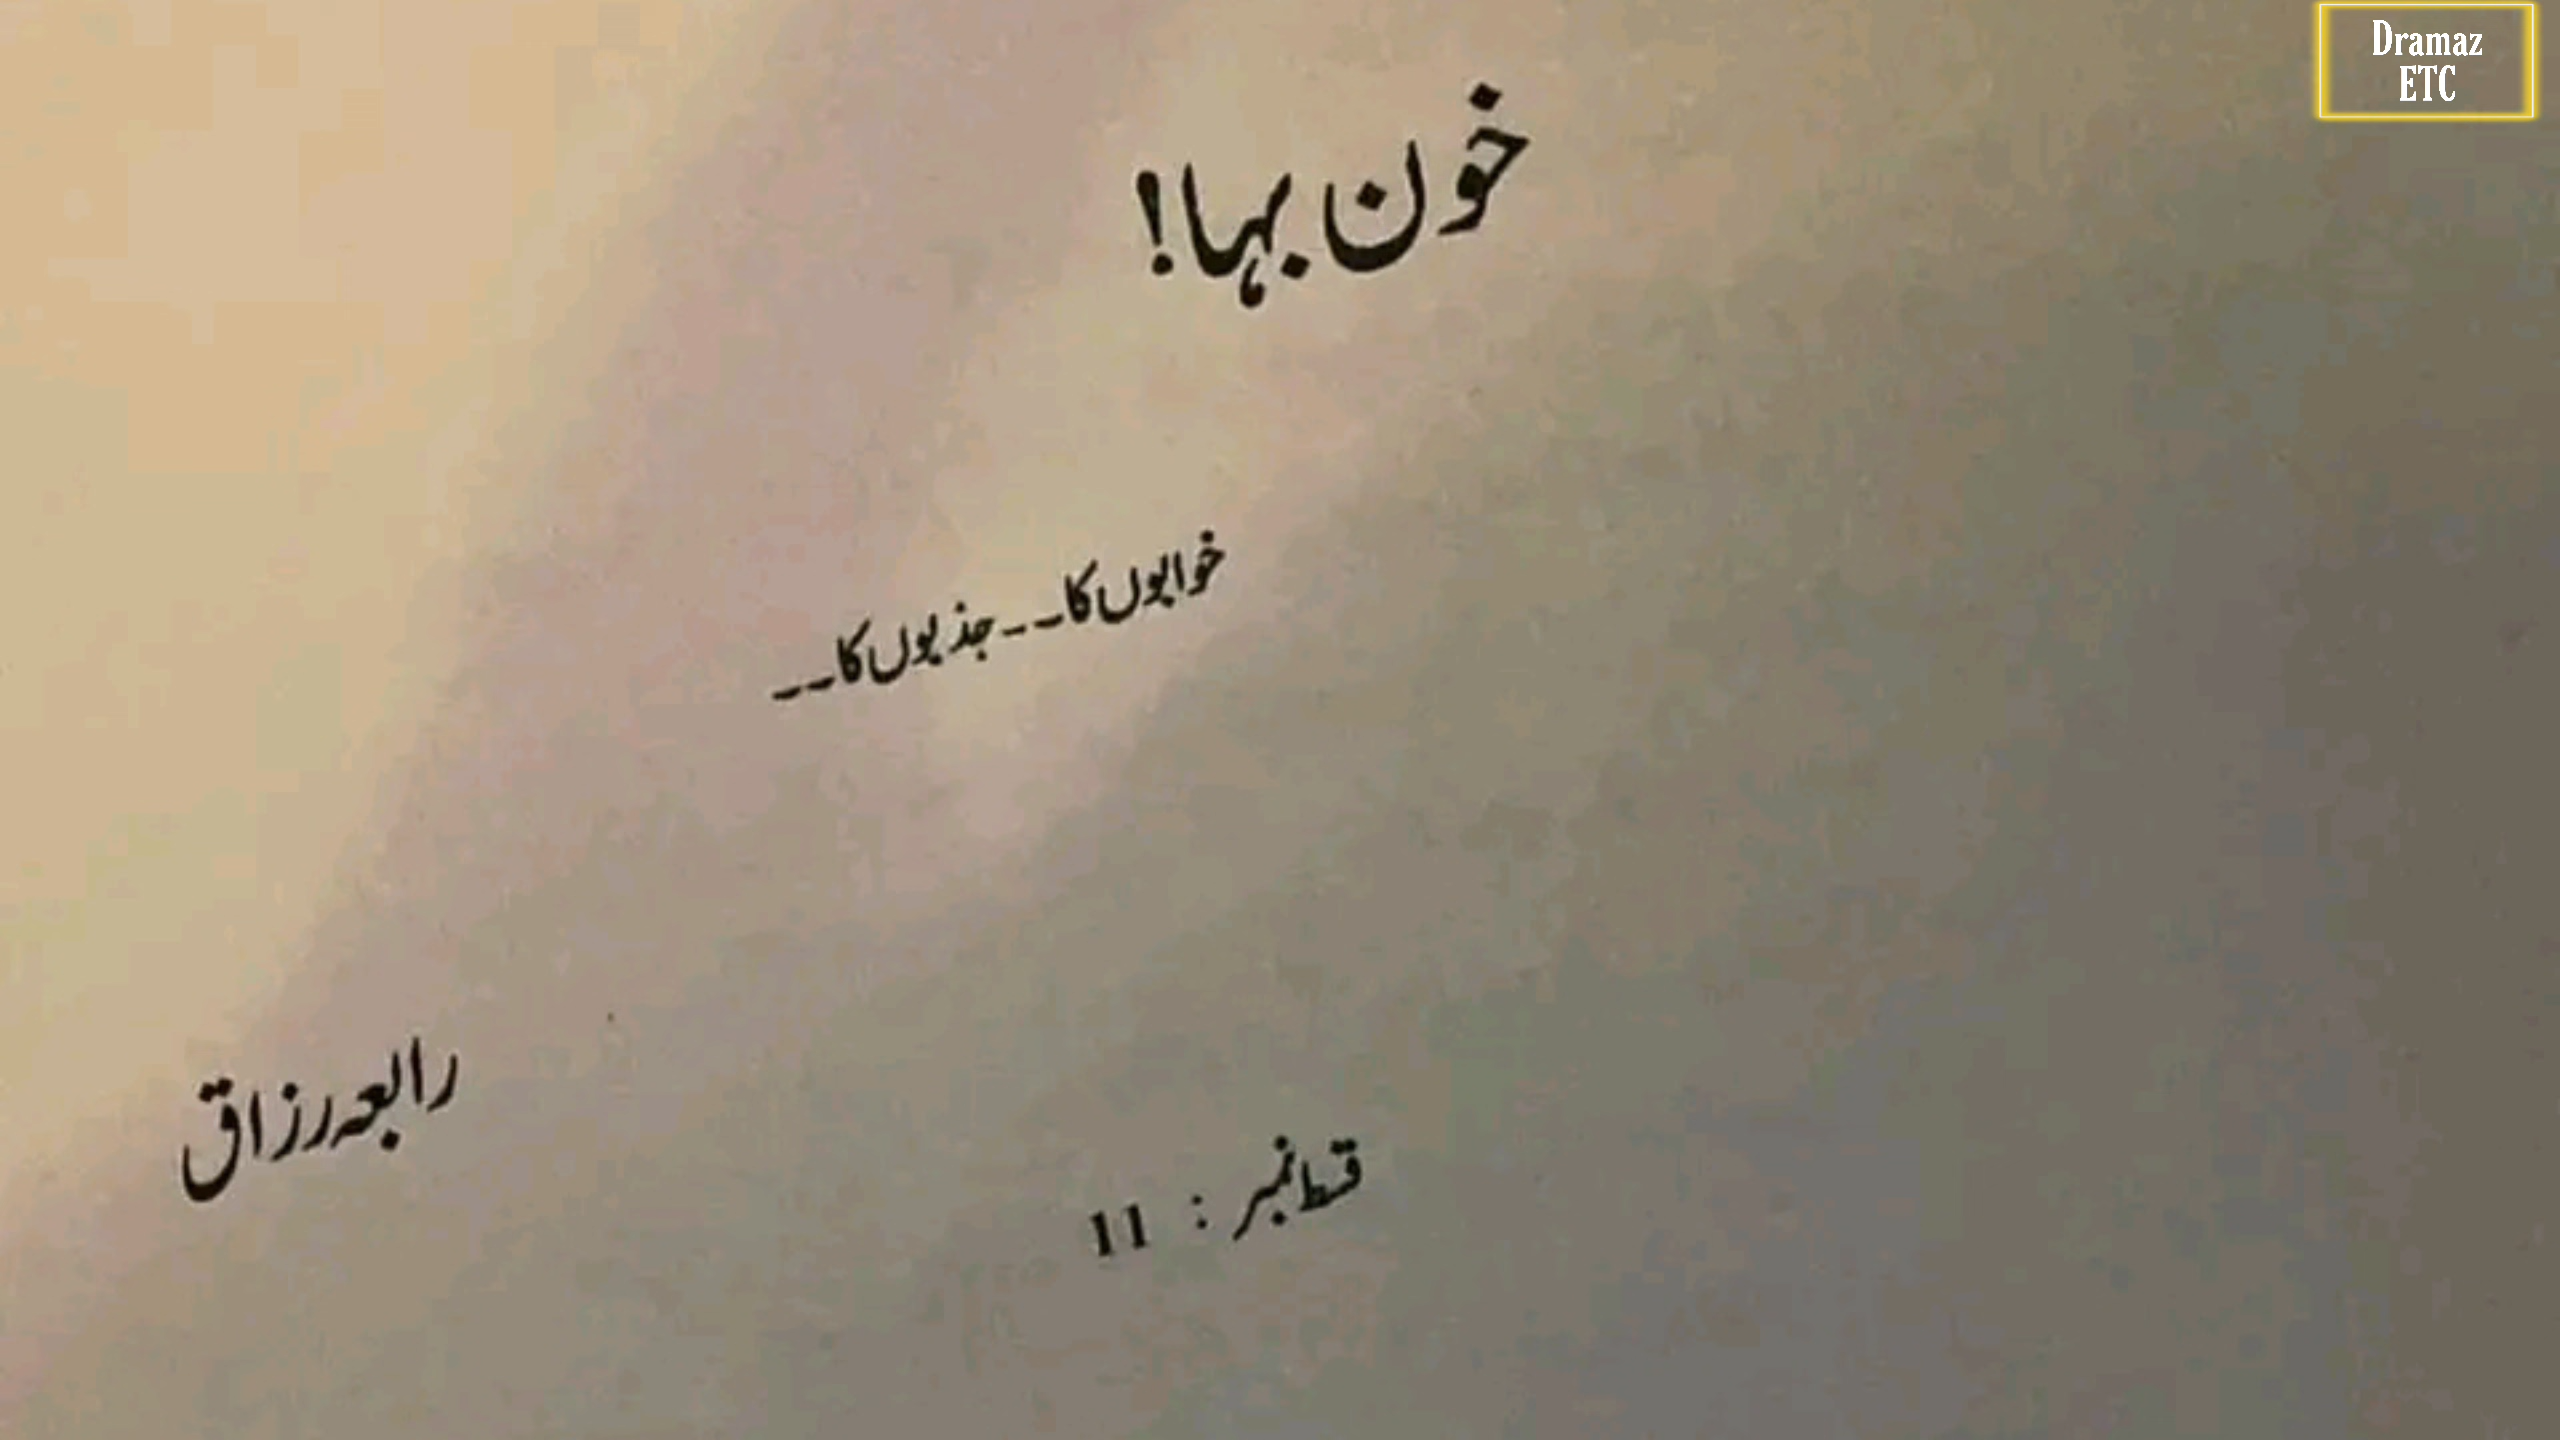 Dramaz
ETC
خون بہا!
خوابوں کا۔۔جذبوں کا۔۔
رابعہ رزاق
قسط نمبر : 11